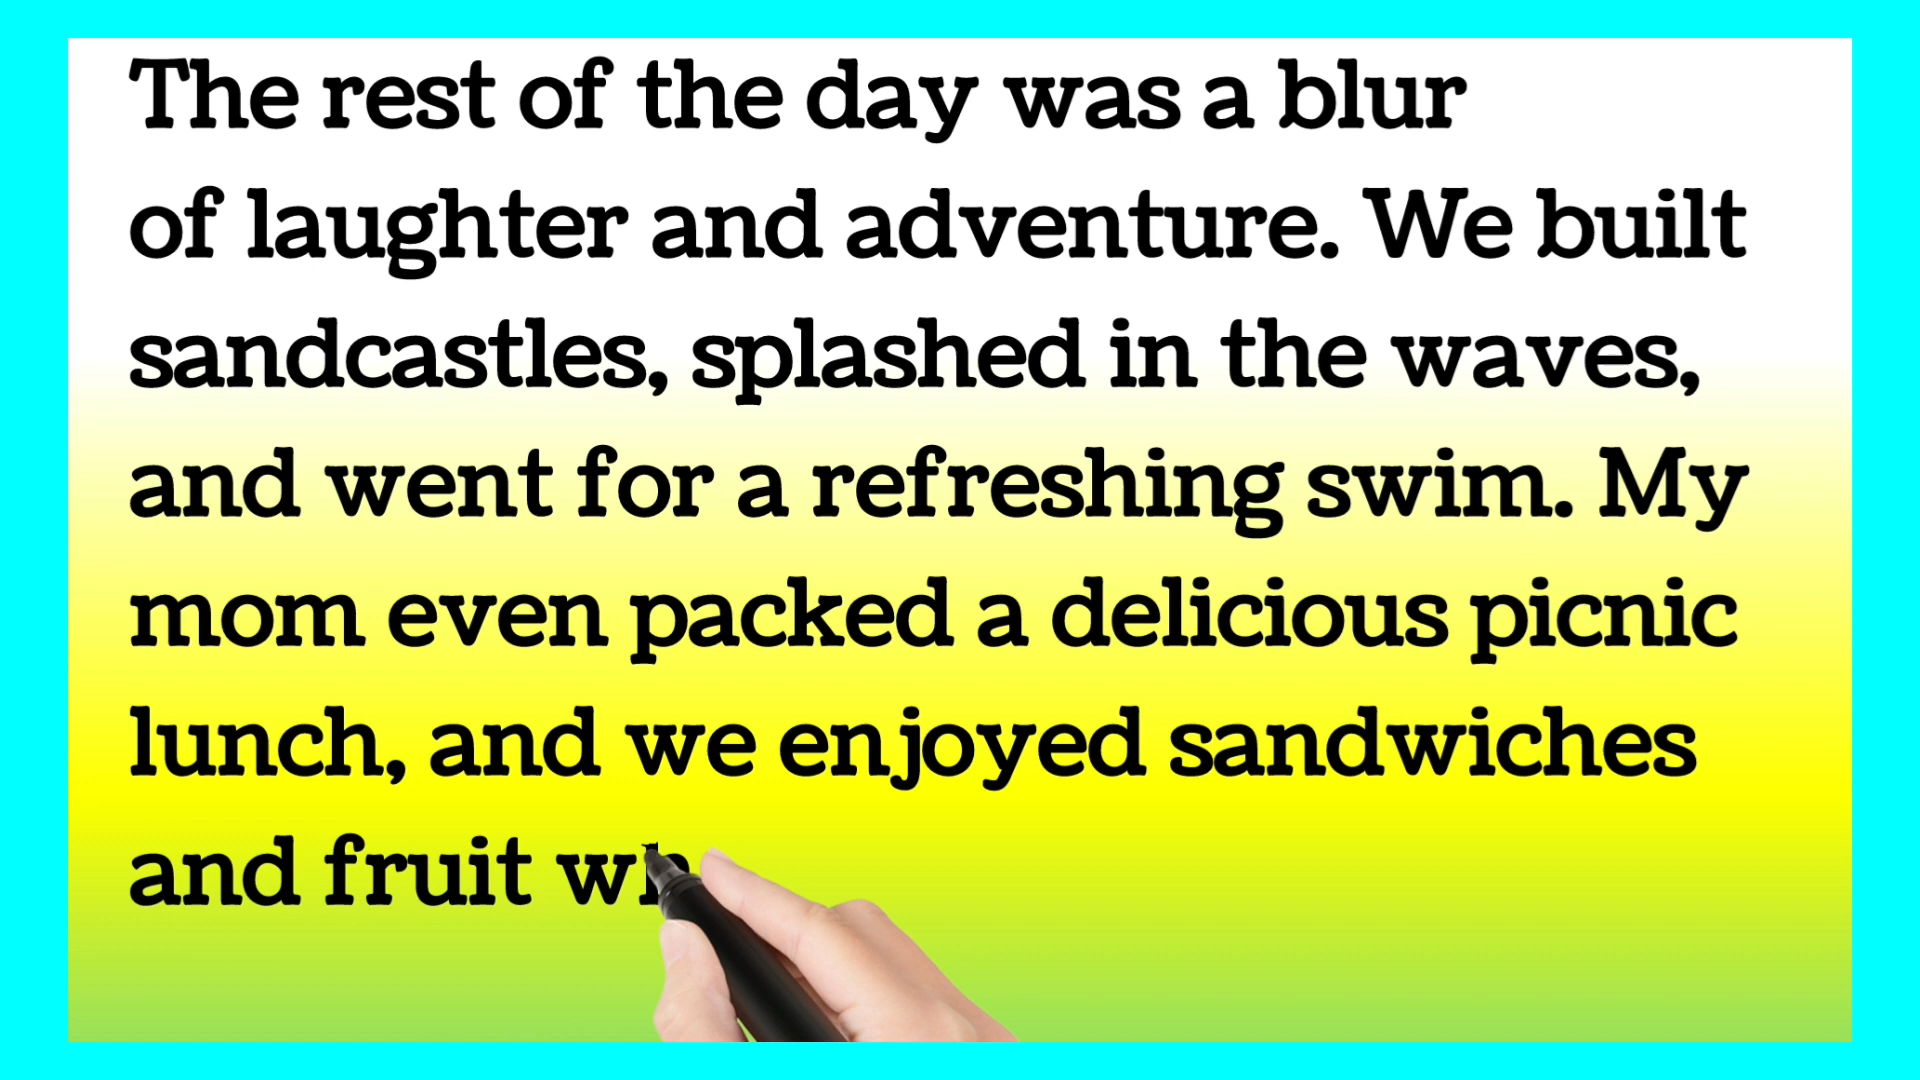 The rest of the day was a blur
of laughter and adventure. We built
sandcastles, splashed in the waves,
and went for a refreshing swim. My
mom even packed a delicious picnic
lunch, and we enjoyed sandwiches
and fruit